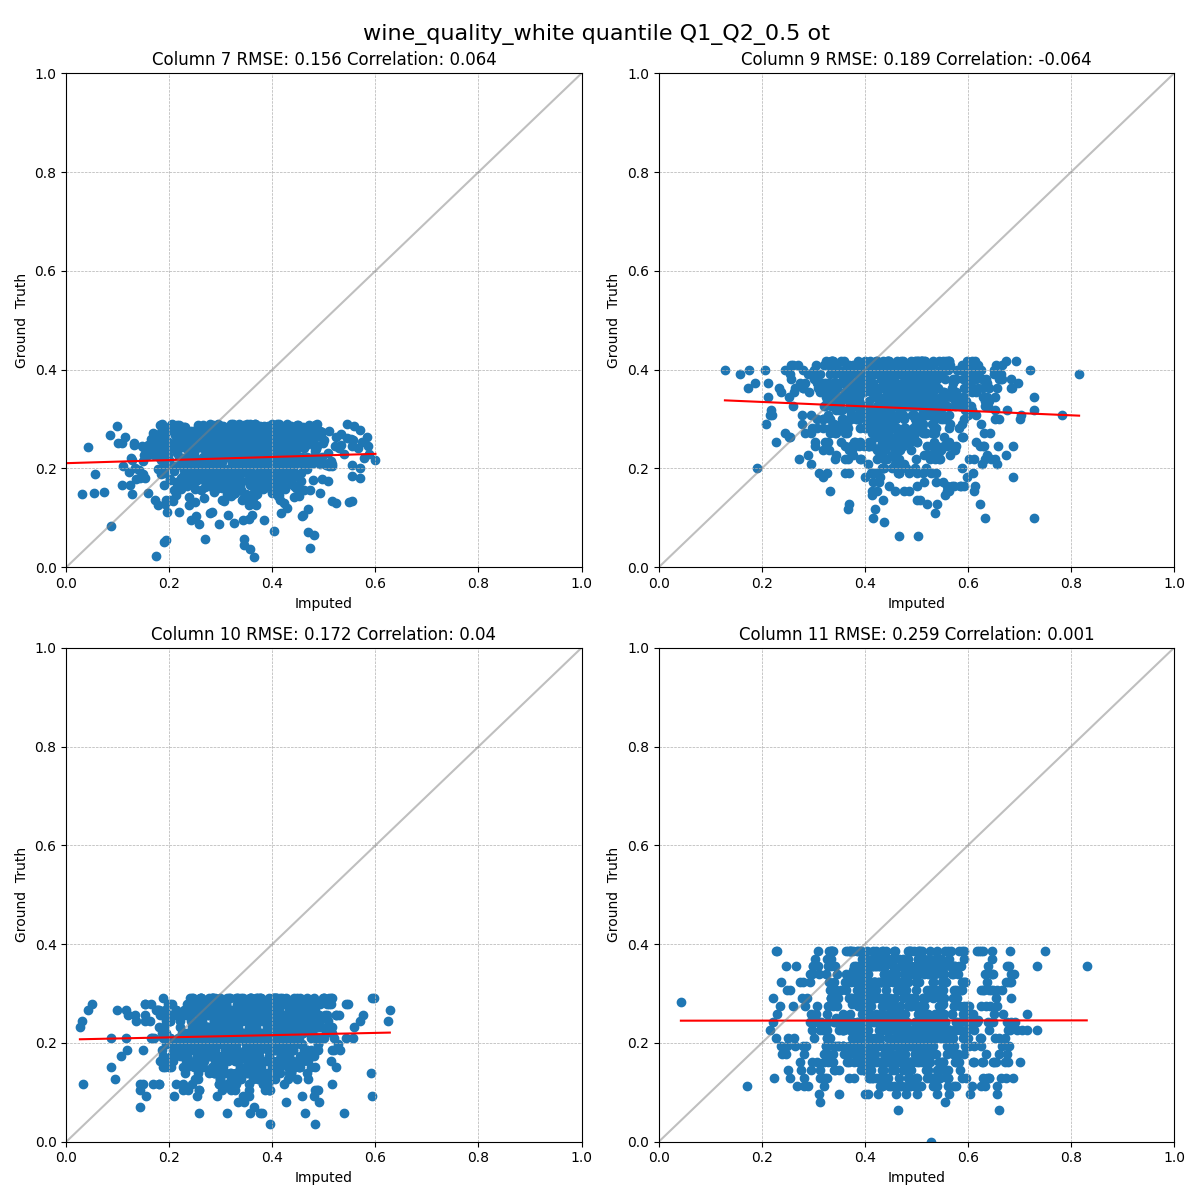 wine_quality_white quantile Q1_Q2_0.5 ot
Column 7 RMSE: 0.156 Correlation: 0.064
1.0
0.8
0.6
0.4
0.2
0.0
Ground  Truth
0.0 0.2 0.4 0.6 0.8 1.0
Imputed
Column 9 RMSE: 0.189 Correlation: -0.064
1.0
0.8
0.6
0.4
0.2
0.0
Ground  Truth
0.0 0.2 0.4 0.6 0.8 1.0
Imputed
Column 10 RMSE: 0.172 Correlation: 0.04
1.0
0.8
0.6
0.4
0.2
0.0
Ground  Truth
0.0 0.2 0.4 0.6 0.8 1.0
Imputed
Column 11 RMSE: 0.259 Correlation: 0.001
1.0
0.8
0.6
0.4
0.2
0.0
Ground  Truth
0.0 0.2 0.4 0.6 0.8 1.0
Imputed